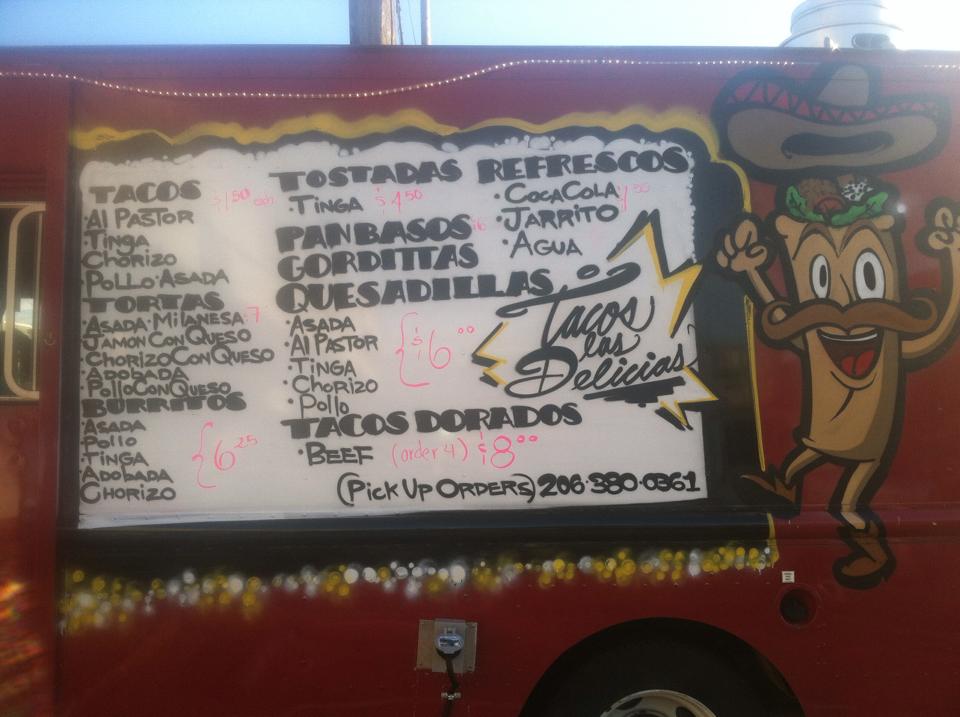 TACOS $1.50 each
·Al PASTOR
·Tinga
·Chorizo
·Pollo·ASADA
TORTAS
·ASADA·Milanesa·7
·JAMON CON QUESO
·Chorizo Con QUESO
·ADOBADA
·Pollo Con QUESO
BURRITOS
·ASADA
·Pollo
·TINGA
·ADOBADA
·CHORIZO
{6 25
TOSTADAS
·TINGA $4 50
PANBASOS
GORDITTAS
QUESADILLAS
·ASADA
·Al PASTOR
·TINGA
·CHORIZO
·Pollo
{$6 00
TACOS DORADOS
·BEEF (order 4) $8 00
(Pick Up ORDERS) 206·380·0361
REFRESCOS
·COCA COLA
·JARRITO
·AGUA
Tacos
las
Delicias